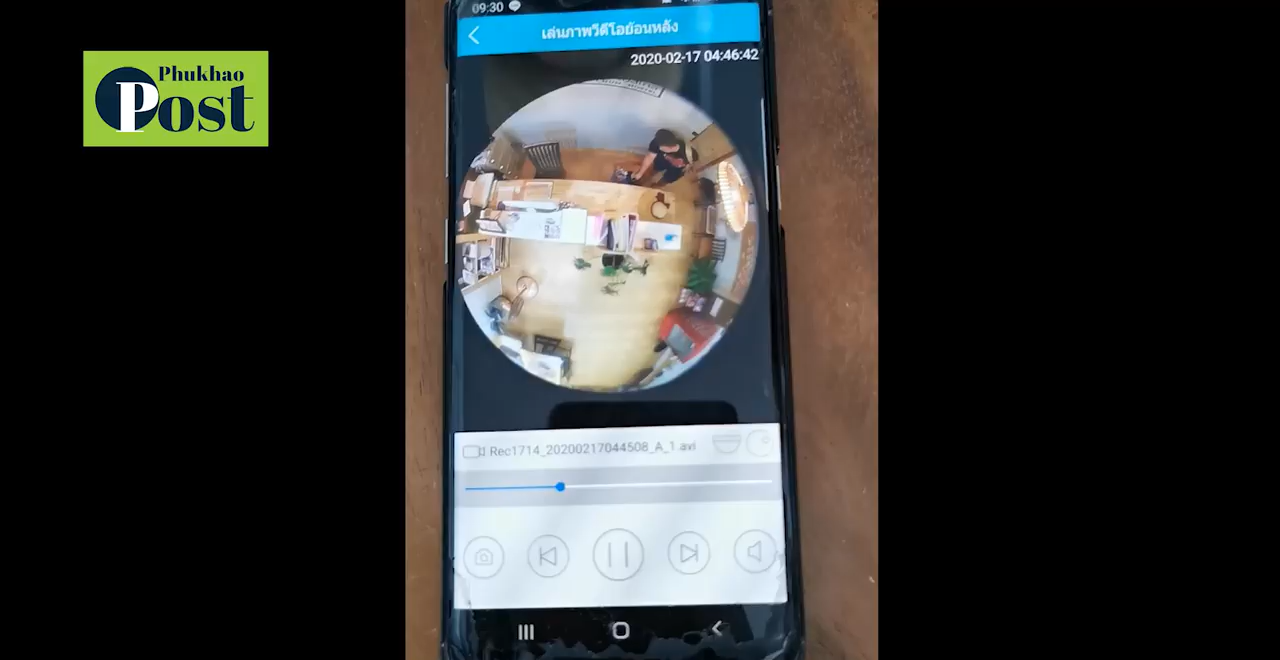 Phukhao
Post
09:30
เล่นภาพวีดีโอย้อนหลัง
2020-02-17 04:46:42
Rec1714_20200217044508_A_1.avi